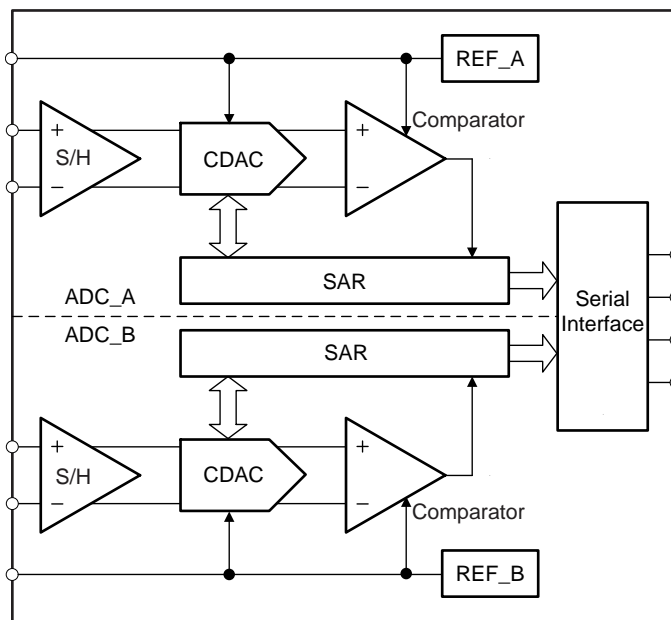 REF_A
Comparator
+
+
S/H
CDAC
−
−
SAR
ADC_A
Serial
Interface
ADC_B
SAR
+
+
S/H
CDAC
−
−
Comparator
REF_B